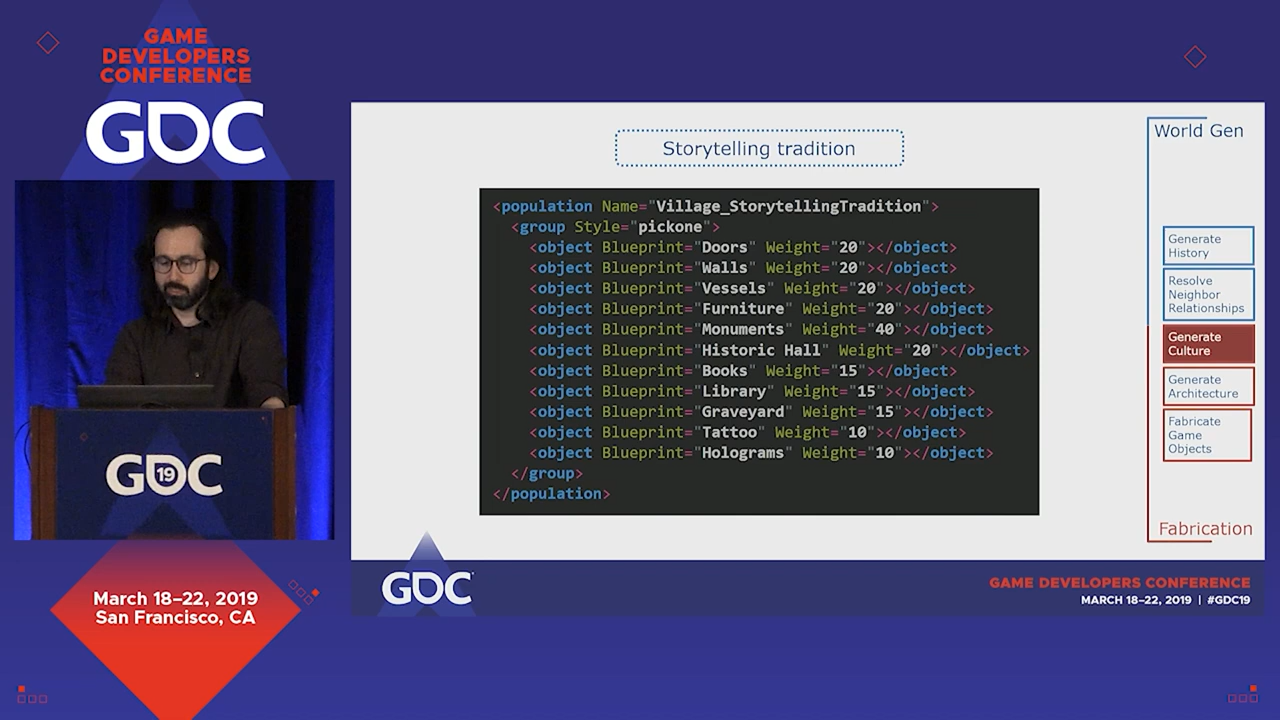 GAME
DEVELOPERS
CONFERENCE
GDC
GDC
19
March 18–22, 2019
San Francisco, CA
Storytelling tradition
<population Name="Village_StorytellingTradition">
<group Style="pickone">
<object Blueprint="Doors" Weight="20"></object>
<object Blueprint="Walls" Weight="20"></object>
<object Blueprint="Vessels" Weight="20"></object>
<object Blueprint="Furniture" Weight="20"></object>
<object Blueprint="Monuments" Weight="40"></object>
<object Blueprint="Historic Hall" Weight="20"></object>
<object Blueprint="Books" Weight="15"></object>
<object Blueprint="Library" Weight="15"></object>
<object Blueprint="Graveyard" Weight="15"></object>
<object Blueprint="Tattoo" Weight="10"></object>
<object Blueprint="Holograms" Weight="10"></object>
</group>
</population>
World Gen
Generate
History
Resolve
Neighbor
Relationships
Generate
Culture
Generate
Architecture
Fabricate
Game
Objects
Fabrication
GDC
GAME DEVELOPERS CONFERENCE
MARCH 18–22, 2019 | #GDC19